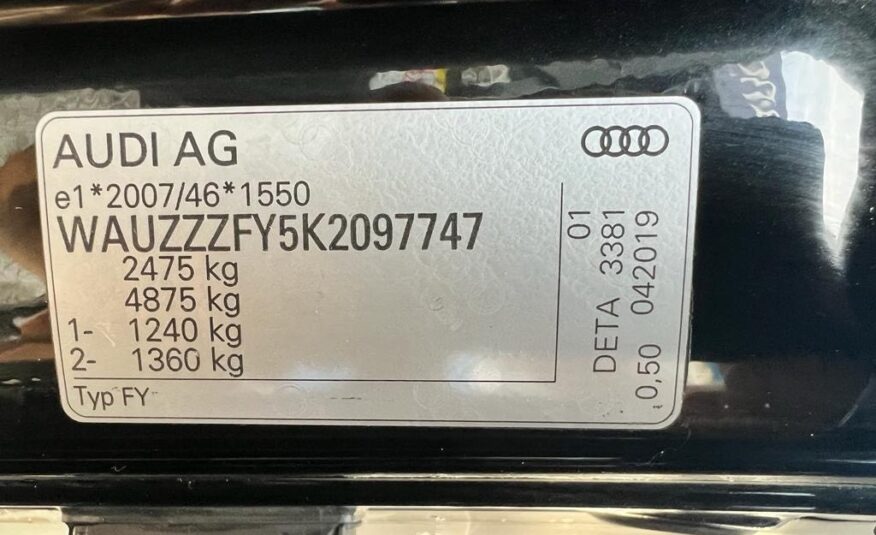 AUDI AG
e1*2007/46*1550
WAUZZZFY5K2097747
2475 kg
4875 kg
1- 1240 kg
2- 1360 kg
Typ FY
01
DETA 3381
0,50 042019